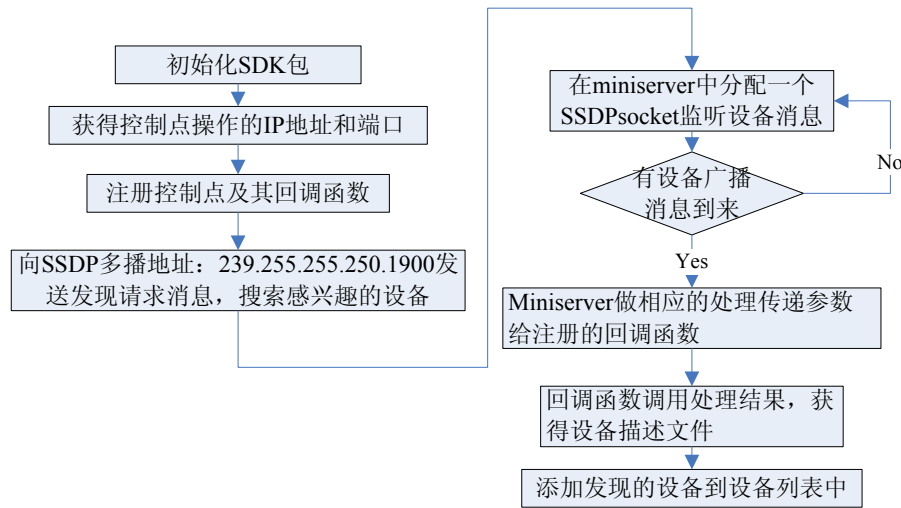 初始化SDK包
获得控制点操作的IP地址和端口
注册控制点及其回调函数
向SSDP多播地址：239.255.255.250.1900发
送发现请求消息，搜索感兴趣的设备
在miniserver中分配一个
SSDPsocket监听设备消息
有设备广播
消息到来
No
Yes
Miniserver做相应的处理传递参数
给注册的回调函数
回调函数调用处理结果，获
得设备描述文件
添加发现的设备到设备列表中